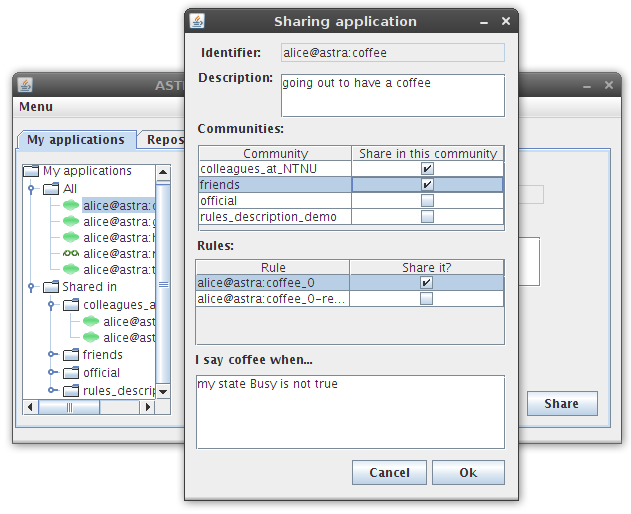 Sharing application
Identifier: alice@astra:coffee
Description: going out to have a coffee
Communities:
Community Share in this community
colleagues_at_NTNU
friends
official
rules_description_demo
Rules:
Rule Share it?
alice@astra:coffee_0
alice@astra:coffee_0-re...
I say coffee when...
my state Busy is not true
Cancel Ok
Menu
My applications
My applications
All
alice@astra:
alice@astra:
alice@astra:
alice@astra:
alice@astra:t
Shared in
colleagues_a
alice@ast
alice@ast
friends
official
rules_descrip
Share